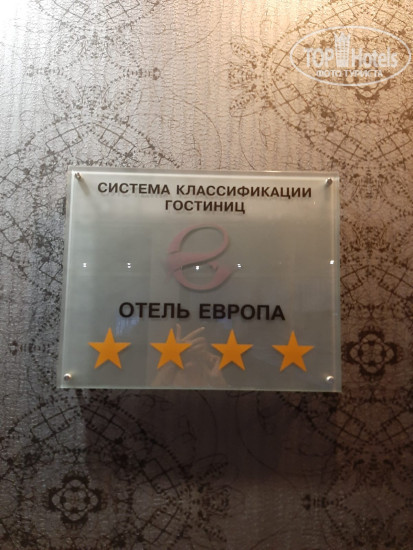 TOP Hotels
ФОТО ТУРИСТА
СИСТЕМА КЛАССИФИКАЦИИ
ГОСТИНИЦ
e
ОТЕЛЬ ЕВРОПА